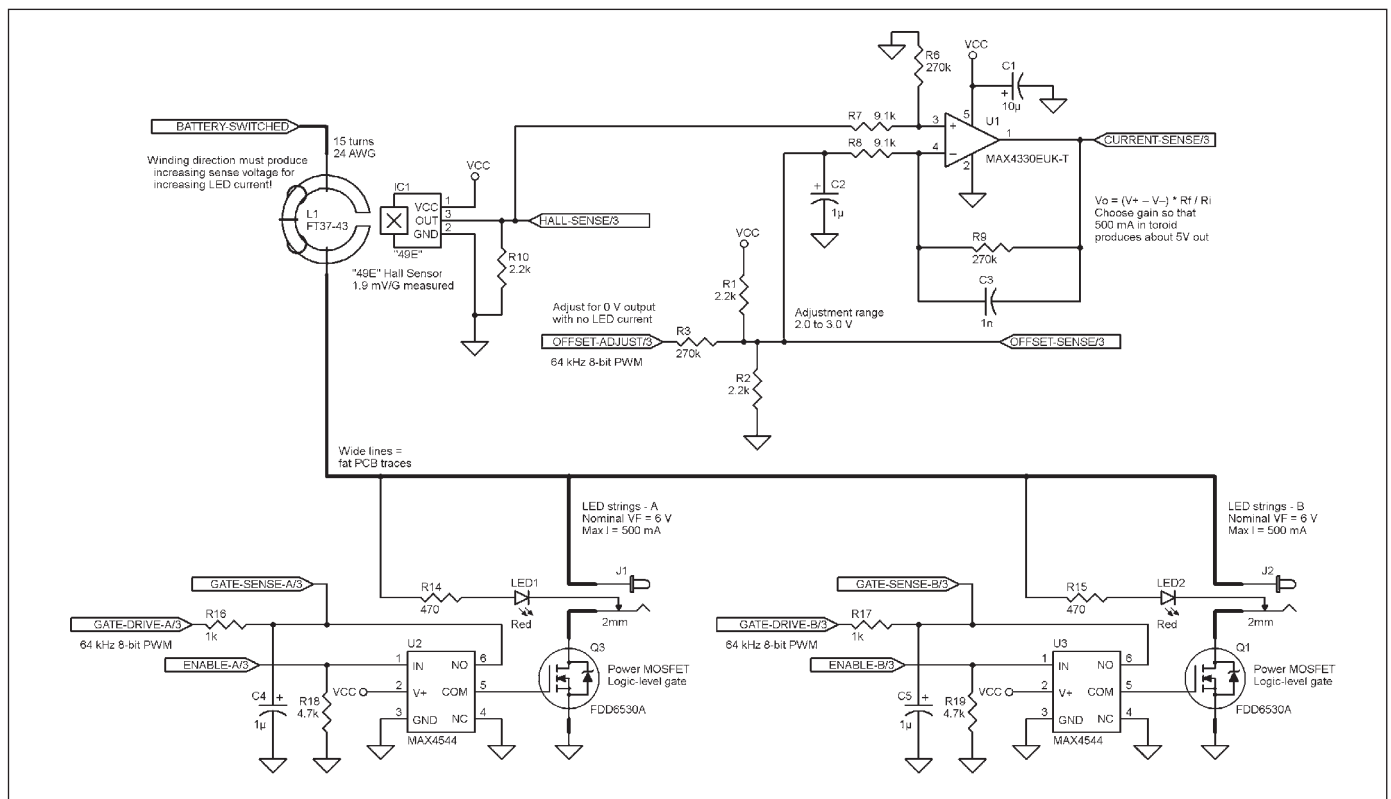 BATTERY-SWITCHED
15 turns
24 AWG
Winding direction must produce
increasing sense voltage for
increasing LED current!
L1
FT37-43
IC1
VCC
VCC
OUT
GND
1
3
2
"49E"
"49E" Hall Sensor
1.9 mV/G measured
R10
2.2k
HALL-SENSE/3
R6
270k
VCC
C1
+
10µ
R7 9.1k
R8 9.1k
3
4
+
−
5
2
1
U1
MAX4330EUK-T
CURRENT-SENSE/3
+
C2
1µ
Vo = (V+ – V–) * Rf / Ri
Choose gain so that
500 mA in toroid
produces about 5V out
R9
270k
C3
1n
VCC
R1
2.2k
Adjust for 0 V output
with no LED current
OFFSET-ADJUST/3
64 kHz 8-bit PWM
R3
270k
Adjustment range
2.0 to 3.0 V
OFFSET-SENSE/3
R2
2.2k
Wide lines =
fat PCB traces
LED strings - A
Nominal VF = 6 V
Max I = 500 mA
LED strings - B
Nominal VF = 6 V
Max I = 500 mA
GATE-SENSE-A/3
R14
470
LED1
Red
J1
2mm
GATE-DRIVE-A/3
R16
1k
64 kHz 8-bit PWM
ENABLE-A/3
U2
1 IN NO 6
VCC 2 V+ COM 5
3 GND NC 4
MAX4544
C4
+
1µ
R18
4.7k
Q3
Power MOSFET
Logic-level gate
FDD6530A
GATE-SENSE-B/3
R15
470
LED2
Red
J2
2mm
GATE-DRIVE-B/3
R17
1k
64 kHz 8-bit PWM
ENABLE-B/3
U3
1 IN NO 6
VCC 2 V+ COM 5
3 GND NC 4
MAX4544
C5
+
1µ
R19
4.7k
Q1
Power MOSFET
Logic-level gate
FDD6530A